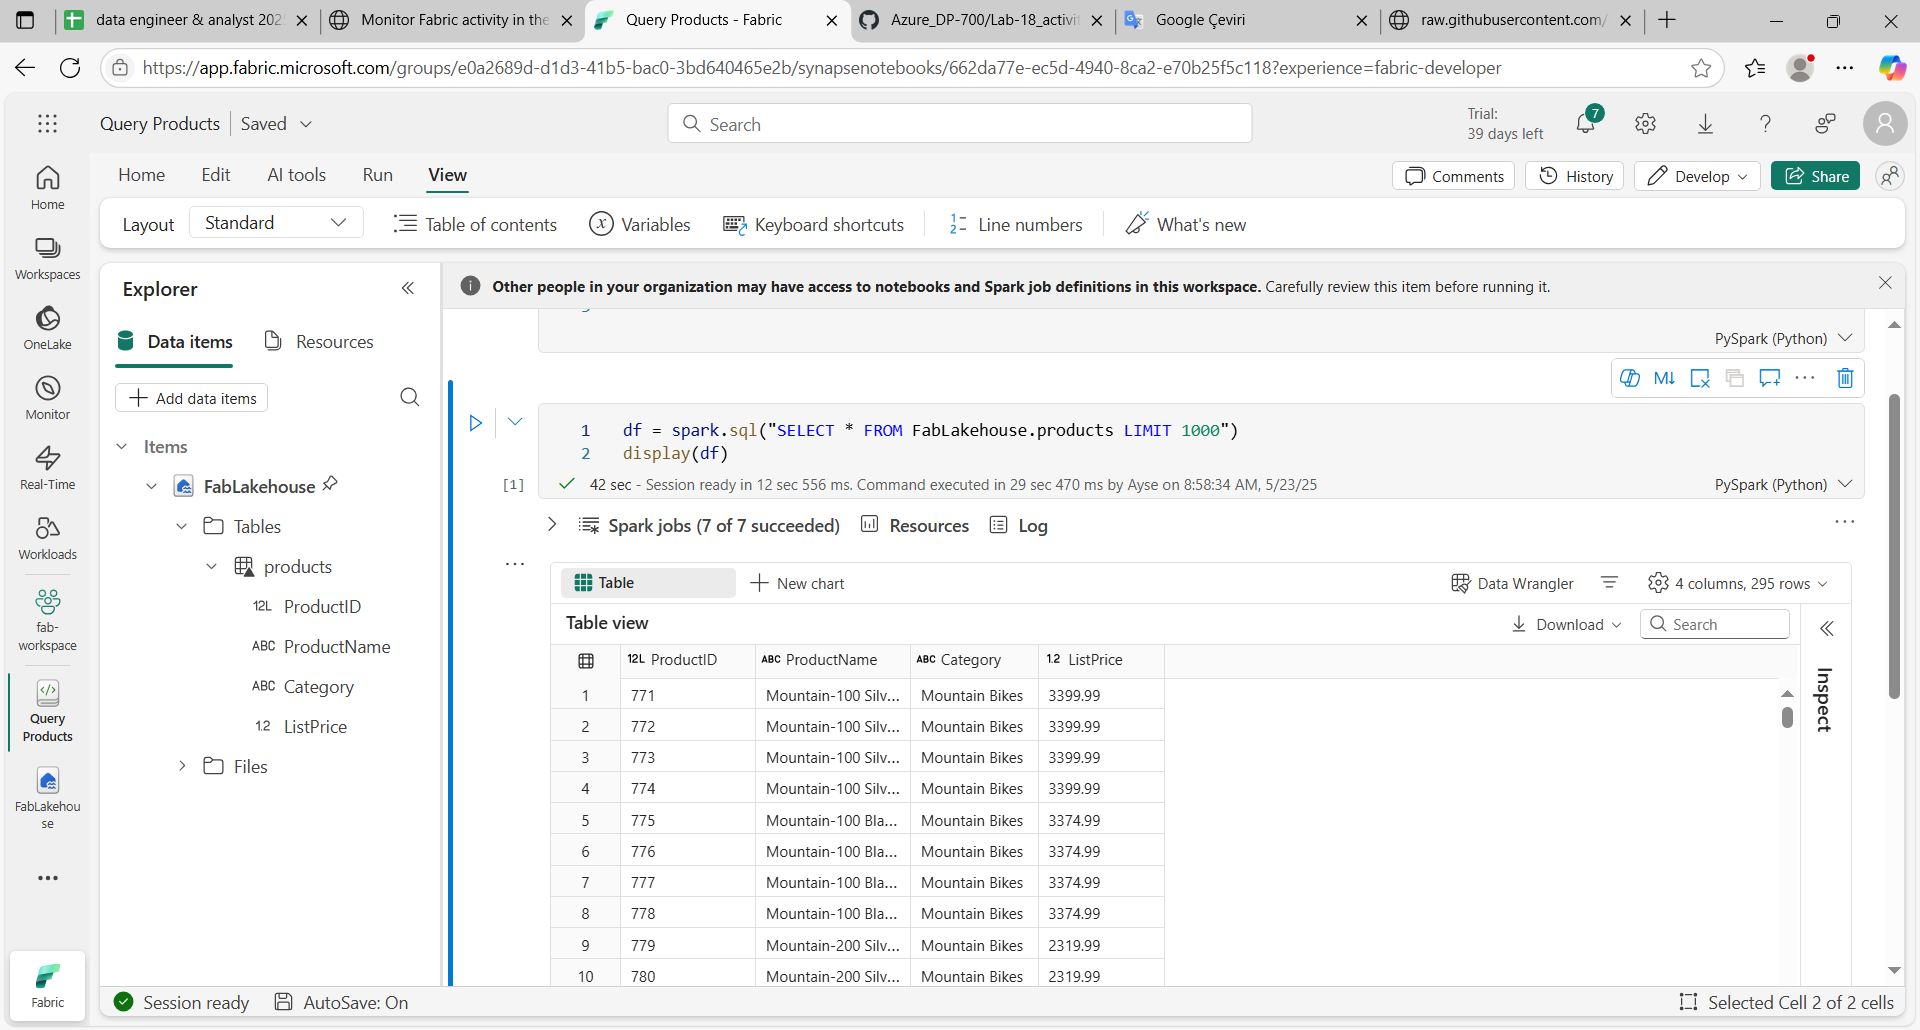 data engineer & analyst 202
Monitor Fabric activity in the
Query Products - Fabric
Azure_DP-700/Lab-18_activit
Google Çeviri
raw.githubusercontent.com/
https://app.fabric.microsoft.com/groups/e0a2689d-d1d3-41b5-bac0-3bd640465e2b/synapsenotebooks/662da77e-ec5d-4940-8ca2-e70b25f5c118?experience=fabric-developer
Query Products
Saved
Search
Trial:
39 days left
7
Home
Edit
AI tools
Run
View
Comments
History
Develop
Share
Layout
Standard
Table of contents
Variables
Keyboard shortcuts
Line numbers
What's new
Home
Workspaces
OneLake
Monitor
Real-Time
Workloads
fab-
workspace
Query
Products
FabLakehou
se
Fabric
Explorer
Data items
Resources
Add data items
Items
FabLakehouse
Tables
products
12L ProductID
ABC ProductName
ABC Category
1.2 ListPrice
Files
Other people in your organization may have access to notebooks and Spark job definitions in this workspace. Carefully review this item before running it.
PySpark (Python)
M↓
1 df = spark.sql("SELECT * FROM FabLakehouse.products LIMIT 1000")
2 display(df)
[1]
42 sec - Session ready in 12 sec 556 ms. Command executed in 29 sec 470 ms by Ayse on 8:58:34 AM, 5/23/25
PySpark (Python)
Spark jobs (7 of 7 succeeded)
Resources
Log
Table
New chart
Data Wrangler
4 columns, 295 rows
Table view
Download
Search
Inspect
12L ProductID ABC ProductName ABC Category 1.2 ListPrice
1 771 Mountain-100 Silv... Mountain Bikes 3399.99
2 772 Mountain-100 Silv... Mountain Bikes 3399.99
3 773 Mountain-100 Silv... Mountain Bikes 3399.99
4 774 Mountain-100 Silv... Mountain Bikes 3399.99
5 775 Mountain-100 Bla... Mountain Bikes 3374.99
6 776 Mountain-100 Bla... Mountain Bikes 3374.99
7 777 Mountain-100 Bla... Mountain Bikes 3374.99
8 778 Mountain-100 Bla... Mountain Bikes 3374.99
9 779 Mountain-200 Silv... Mountain Bikes 2319.99
10 780 Mountain-200 Silv... Mountain Bikes 2319.99
Session ready
AutoSave: On
Selected Cell 2 of 2 cells